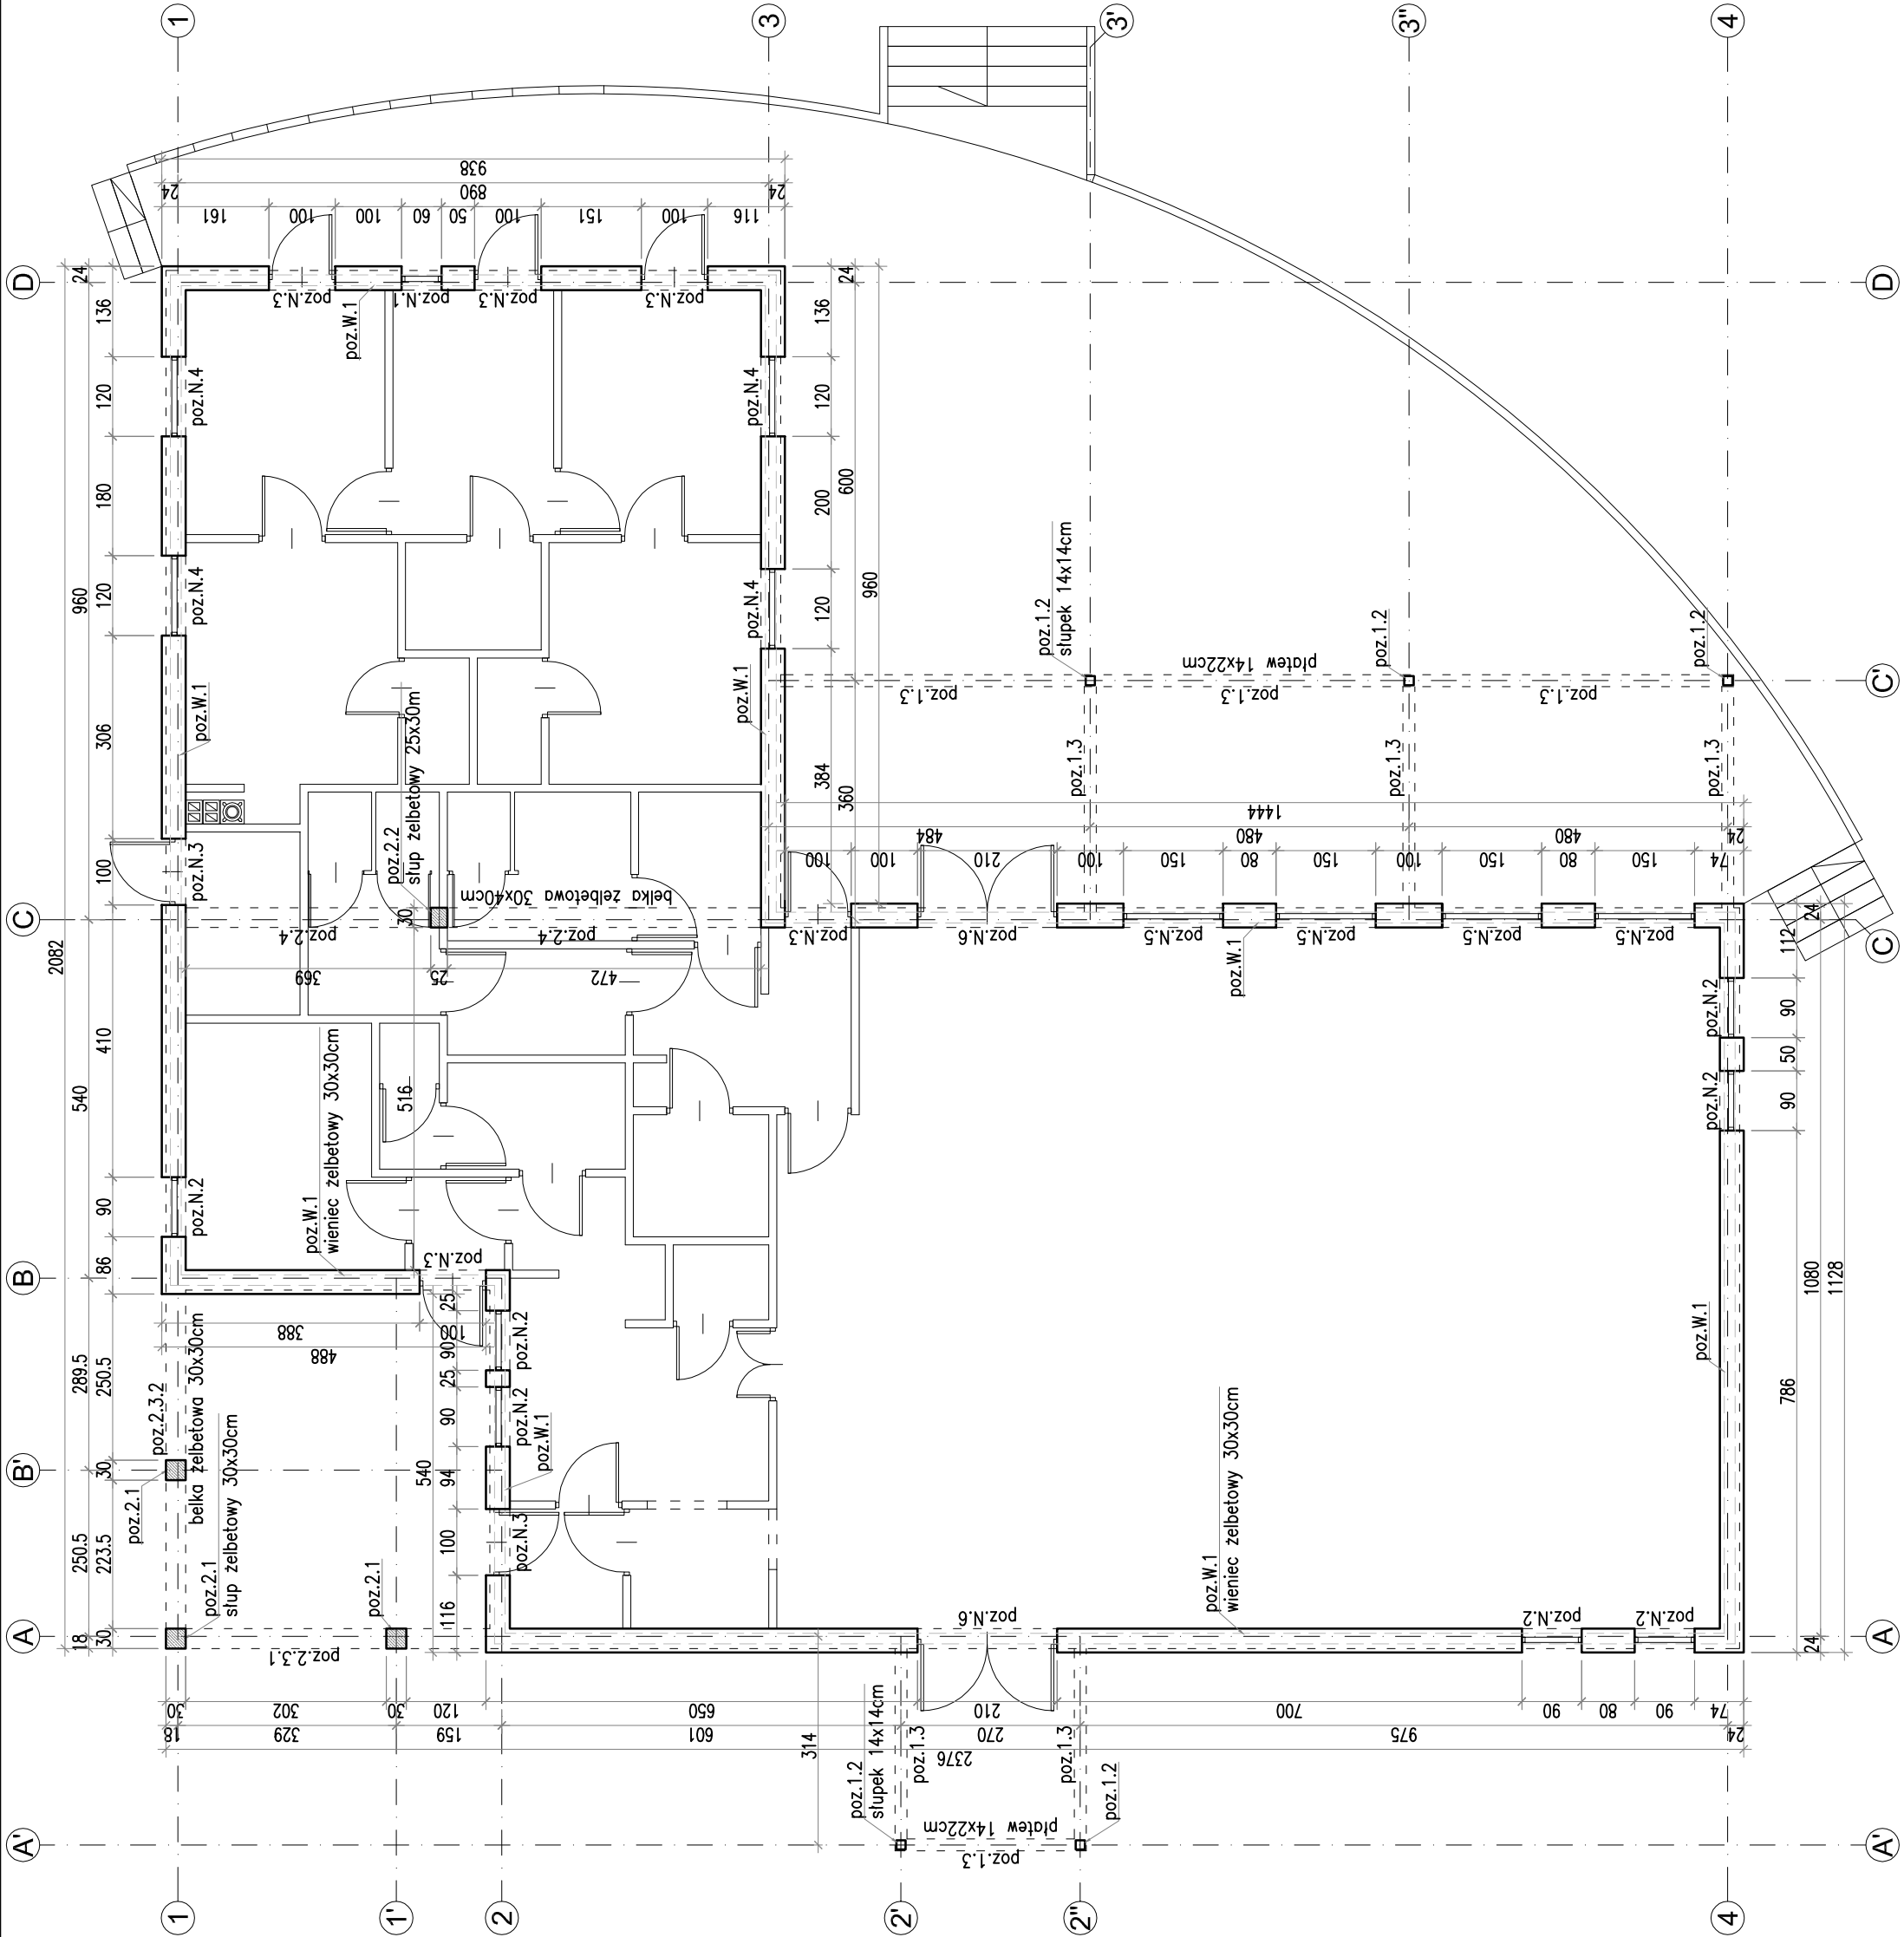 1
3
3'
3"
4
938
24
890
24
161
100
100
60
50
100
151
100
116
D
24
136
120
180
120
306
100
960
2082
poz.N.3
poz.W.1
poz.N.3
poz.N.3
24
136
120
200
600
120
960
384
360
D
poz.N.4
poz.N.4
poz.N.4
poz.N.4
poz.W.1
poz.W.1
poz.N.3
poz.2.2
słup żelbetowy 25x30m
belka żelbetowa 30x40cm
poz.1.2
słupek 14x14cm
płatew 14x22cm
poz.1.3
poz.1.3
poz.1.3
poz.1.2
poz.1.2
poz.1.3
poz.1.3
poz.1.3
C'
1444
484
480
480
24
100
100
210
100
150
80
150
100
150
80
150
74
C
30
poz.2.4
poz.2.4
369
25
472
poz.N.3
poz.N.6
poz.N.5
poz.N.5
poz.N.5
poz.N.5
poz.W.1
C
24
112
90
50
90
poz.N.2
poz.N.2
540
410
90
86
516
poz.W.1
wieniec żelbetowy 30x30cm
poz.N.2
poz.N.3
B
388
100
488
25
90
25
90
94
100
116
540
poz.N.2
poz.N.2
poz.W.1
poz.N.3
1080
1128
786
poz.W.1
289.5
250.5
poz.2.3.2
belka żelbetowa 30x30cm
B'
30
poz.2.1
250.5
223.5
poz.2.1
słup żelbetowy 30x30cm
poz.2.1
poz.W.1
wieniec żelbetowy 30x30cm
A
18
30
poz.2.3.1
poz.N.6
poz.N.2
poz.N.2
24
A
30
302
30
120
650
210
700
90
80
90
74
18
329
159
601
270
975
24
2376
314
poz.1.2
słupek 14x14cm
poz.1.3
poz.1.3
poz.1.2
płatew 14x22cm
poz.1.3
A'
A'
1
1'
2
2'
2"
4